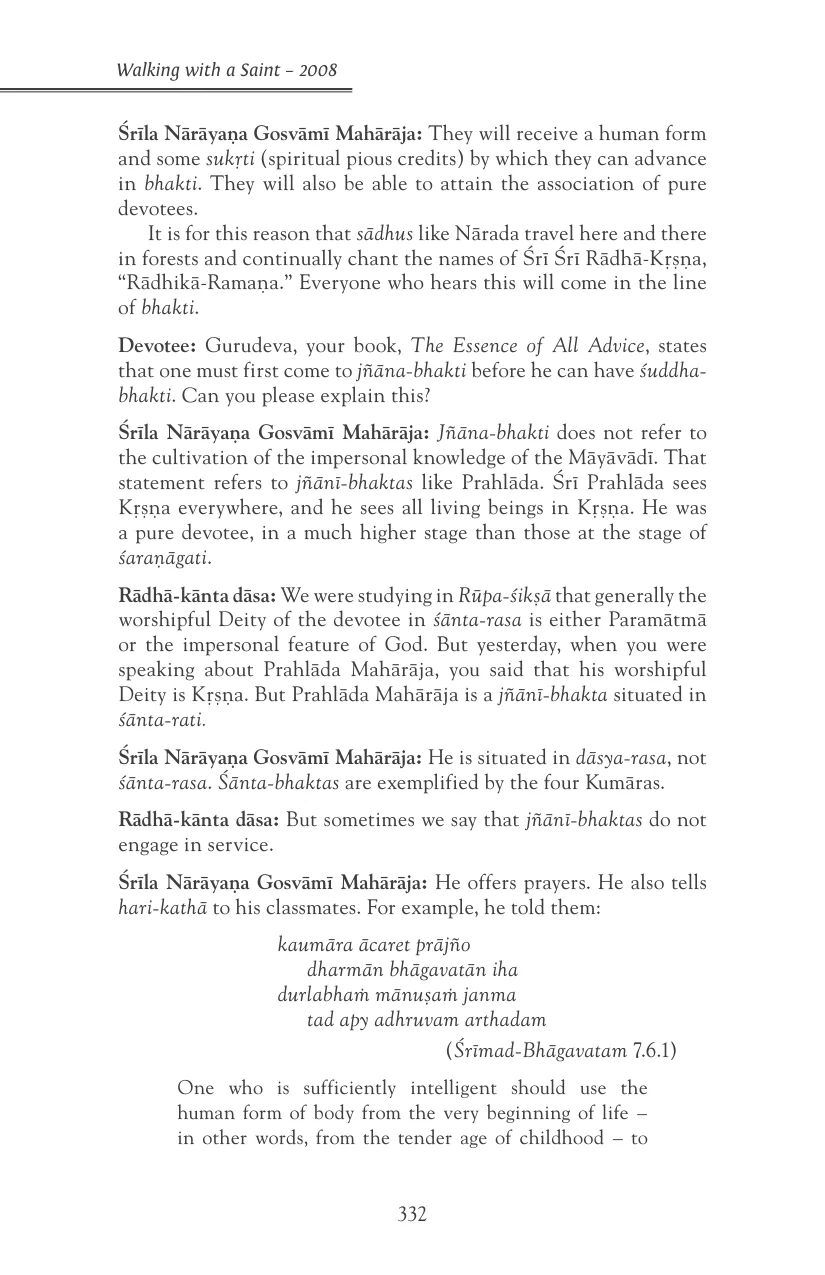 Walking with a Saint – 2008
Śrīla Nārāyaṇa Gosvāmī Mahārāja: They will receive a human form
and some sukṛti (spiritual pious credits) by which they can advance
in bhakti. They will also be able to attain the association of pure
devotees.
It is for this reason that sādhus like Nārada travel here and there
in forests and continually chant the names of Śrī Śrī Rādhā-Kṛṣṇa,
“Rādhikā-Ramaṇa.” Everyone who hears this will come in the line
of bhakti.
Devotee: Gurudeva, your book, The Essence of All Advice, states
that one must first come to jñāna-bhakti before he can have śuddha-
bhakti. Can you please explain this?
Śrīla Nārāyaṇa Gosvāmī Mahārāja: Jñāna-bhakti does not refer to
the cultivation of the impersonal knowledge of the Māyāvādī. That
statement refers to jñānī-bhaktas like Prahlāda. Śrī Prahlāda sees
Kṛṣṇa everywhere, and he sees all living beings in Kṛṣṇa. He was
a pure devotee, in a much higher stage than those at the stage of
śaraṇāgati.
Rādhā-kānta dāsa: We were studying in Rūpa-śikṣā that generally the
worshipful Deity of the devotee in śānta-rasa is either Paramātmā
or the impersonal feature of God. But yesterday, when you were
speaking about Prahlāda Mahārāja, you said that his worshipful
Deity is Kṛṣṇa. But Prahlāda Mahārāja is a jñānī-bhakta situated in
śānta-rati.
Śrīla Nārāyaṇa Gosvāmī Mahārāja: He is situated in dāsya-rasa, not
śānta-rasa. Śānta-bhaktas are exemplified by the four Kumāras.
Rādhā-kānta dāsa: But sometimes we say that jñānī-bhaktas do not
engage in service.
Śrīla Nārāyaṇa Gosvāmī Mahārāja: He offers prayers. He also tells
hari-kathā to his classmates. For example, he told them:
kaumāra ācaret prājño
dharmān bhāgavatān iha
durlabhaṁ mānuṣaṁ janma
tad apy adhruvam arthadam
(Śrīmad-Bhāgavatam 7.6.1)
One who is sufficiently intelligent should use the
human form of body from the very beginning of life –
in other words, from the tender age of childhood – to
332